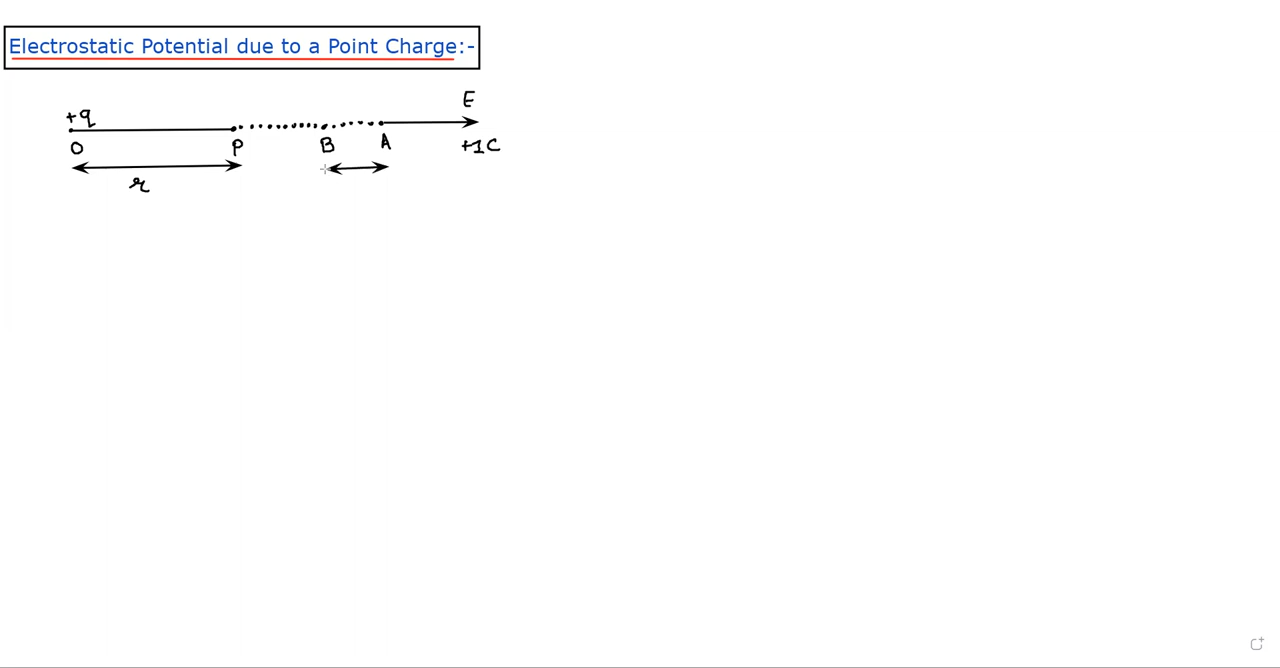 Electrostatic Potential due to a Point Charge:-
E
+q
O P B A +1C
r